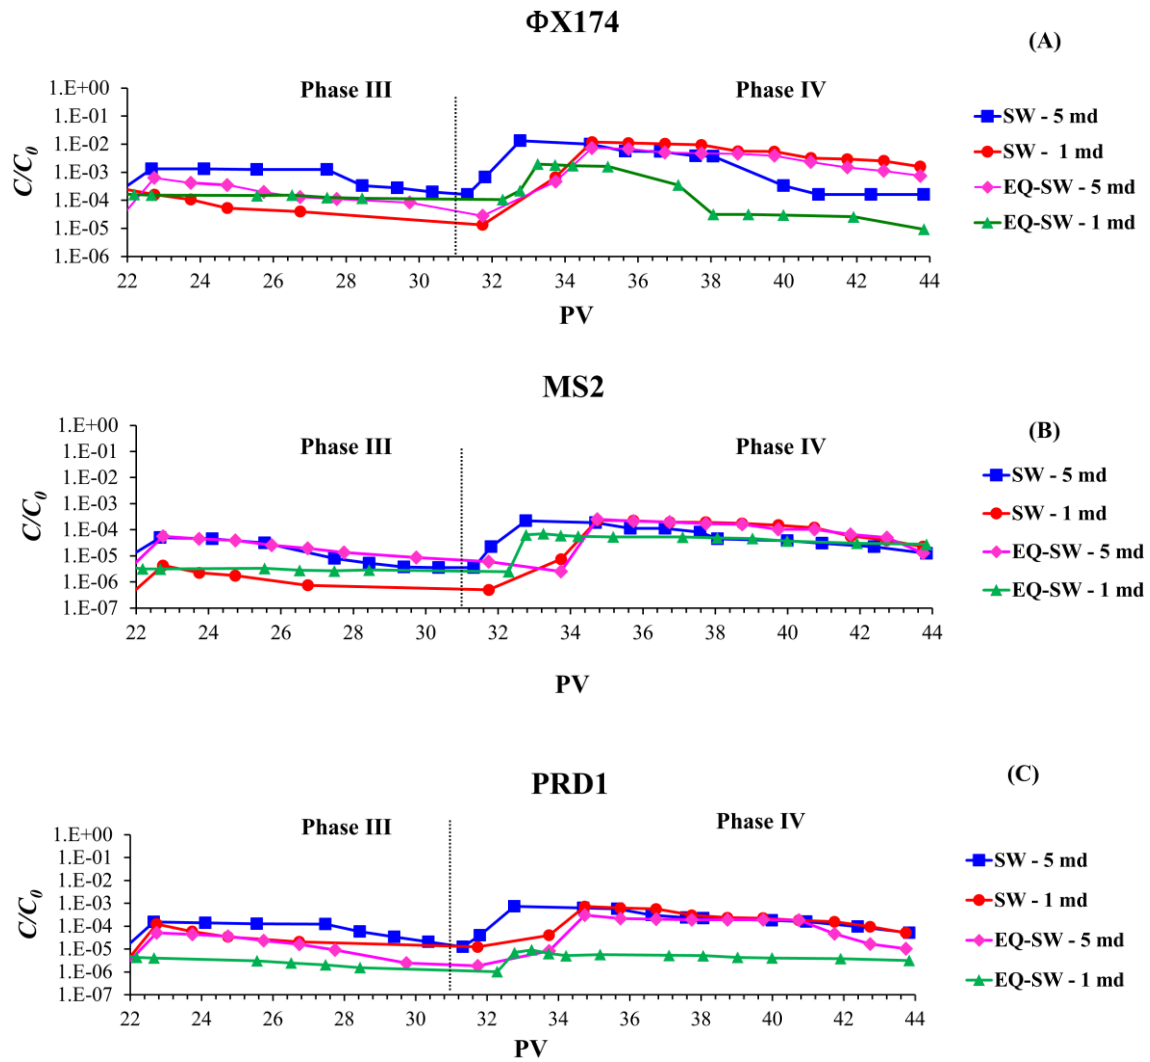 ΦX174
(A)
Phase III Phase IV
1.E+00
1.E-01
1.E-02
1.E-03
1.E-04
1.E-05
1.E-06
C/C0
22 24 26 28 30 32 34 36 38 40 42 44
PV
SW - 5 md
SW - 1 md
EQ-SW - 5 md
EQ-SW - 1 md
MS2
(B)
Phase III Phase IV
1.E+00
1.E-01
1.E-02
1.E-03
1.E-04
1.E-05
1.E-06
1.E-07
C/C0
22 24 26 28 30 32 34 36 38 40 42 44
PV
SW - 5 md
SW - 1 md
EQ-SW - 5 md
EQ-SW - 1 md
PRD1
(C)
Phase III Phase IV
1.E+00
1.E-01
1.E-02
1.E-03
1.E-04
1.E-05
1.E-06
1.E-07
C/C0
22 24 26 28 30 32 34 36 38 40 42 44
PV
SW - 5 md
SW - 1 md
EQ-SW - 5 md
EQ-SW - 1 md